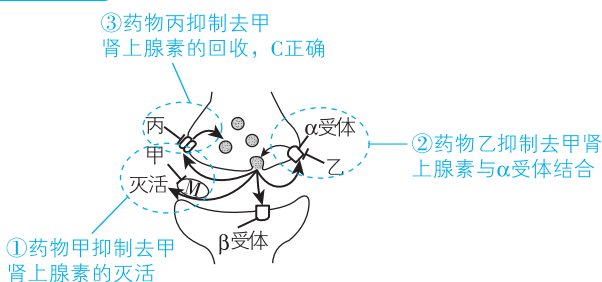 ③药物丙抑制去甲
肾上腺素的回收，C正确
丙
α受体
甲
乙
②药物乙抑制去甲肾
上腺素与α受体结合
灭活
M
β受体
①药物甲抑制去甲
肾上腺素的灭活